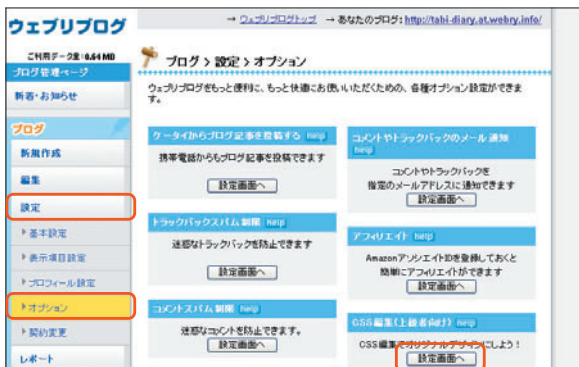 ウェブリブログ
→ ウェブリブログトップ → あなたのブログ: http://tabi-diary.at.webry.info/
ご利用データ量:0.64MB
ブログ管理ページ
新着・お知らせ
ブログ
新規作成
編集
設定
基本設定
表示項目設定
プロフィール設定
オプション
契約変更
レポート
ブログ > 設定 > オプション
ウェブリブログをもっと便利に、もっと快適にお使いいただくための、各種オプション設定ができま
す。
ケータイからブログ記事を投稿する help
携帯電話からもブログ記事を投稿できます
設定画面へ
コメントやトラックバックのメール通知
help
コメントやトラックバックを
指定のメールアドレスに通知できます
設定画面へ
トラックバックスパム制限 help
迷惑なトラックバックを防止できます
設定画面へ
アフィリエイト help
AmazonアソシエイトIDを登録しておくと
簡単にアフィリエイトができます
設定画面へ
コメントスパム制限 help
迷惑なコメントを防止できます。
設定画面へ
CSS編集(上級者向け) help
CSS編集でオリジナルデザインにしよう!
設定画面へ